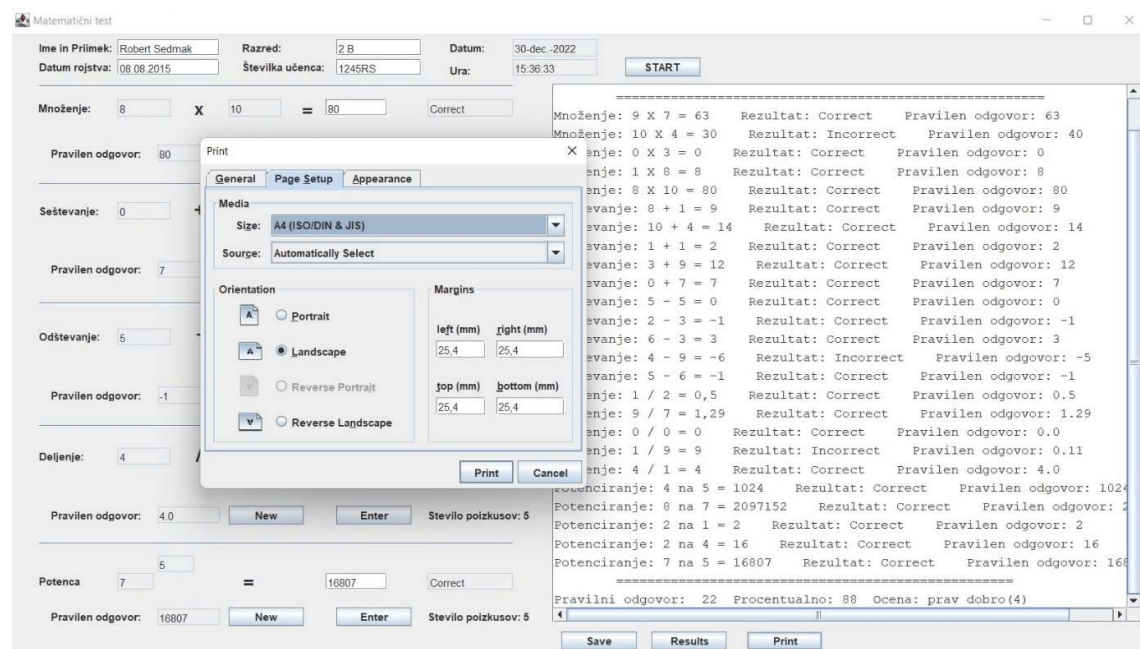 Matematični test
Ime in Priimek: Robert Sedmak Razred: 2 B Datum: 30-dec.-2022
Datum rojstva: 08.08.2015 Številka učenca: 1245RS Ura: 15:36:33 START
Množenje: 8 X 10 = 80 Correct
Pravilen odgovor: 80
Seštevanje: 0 +
Pravilen odgovor: 7
Odštevanje: 5 -
Pravilen odgovor: -1
Deljenje: 4 /
Pravilen odgovor: 4.0 New Enter Stevilo poizkusov: 5
5
Potenca 7 = 16807 Correct
Pravilen odgovor: 16807 New Enter Stevilo poizkusov: 5
Print
General Page Setup Appearance
Media
Size: A4 (ISO/DIN & JIS)
Source: Automatically Select
Orientation
A Portrait
A Landscape
Reverse Portrait
A Reverse Landscape
Margins
left (mm) right (mm)
25,4 25,4
top (mm) bottom (mm)
25,4 25,4
Print Cancel
Množenje: 9 X 7 = 63 Rezultat: Correct Pravilen odgovor: 63
Množenje: 10 X 4 = 30 Rezultat: Incorrect Pravilen odgovor: 40
enje: 0 X 3 = 0 Rezultat: Correct Pravilen odgovor: 0
enje: 1 X 8 = 8 Rezultat: Correct Pravilen odgovor: 8
enje: 8 X 10 = 80 Rezultat: Correct Pravilen odgovor: 80
evanje: 8 + 1 = 9 Rezultat: Correct Pravilen odgovor: 9
evanje: 10 + 4 = 14 Rezultat: Correct Pravilen odgovor: 14
evanje: 1 + 1 = 2 Rezultat: Correct Pravilen odgovor: 2
evanje: 3 + 9 = 12 Rezultat: Correct Pravilen odgovor: 12
evanje: 0 + 7 = 7 Rezultat: Correct Pravilen odgovor: 7
evanje: 5 - 5 = 0 Rezultat: Correct Pravilen odgovor: 0
evanje: 2 - 3 = -1 Rezultat: Correct Pravilen odgovor: -1
evanje: 6 - 3 = 3 Rezultat: Correct Pravilen odgovor: 3
evanje: 4 - 9 = -6 Rezultat: Incorrect Pravilen odgovor: -5
evanje: 5 - 6 = -1 Rezultat: Correct Pravilen odgovor: -1
enje: 1 / 2 = 0,5 Rezultat: Correct Pravilen odgovor: 0.5
enje: 9 / 7 = 1,29 Rezultat: Correct Pravilen odgovor: 1.29
enje: 0 / 0 = 0 Rezultat: Correct Pravilen odgovor: 0.0
enje: 1 / 9 = 9 Rezultat: Incorrect Pravilen odgovor: 0.11
enje: 4 / 1 = 4 Rezultat: Correct Pravilen odgovor: 4.0
Potenciranje: 4 na 5 = 1024 Rezultat: Correct Pravilen odgovor: 1024
Potenciranje: 8 na 7 = 2097152 Rezultat: Correct Pravilen odgovor: 2
Potenciranje: 2 na 1 = 2 Rezultat: Correct Pravilen odgovor: 2
Potenciranje: 2 na 4 = 16 Rezultat: Correct Pravilen odgovor: 16
Potenciranje: 7 na 5 = 16807 Rezultat: Correct Pravilen odgovor: 168
Pravilni odgovor: 22 Procentualno: 88 Ocena: prav dobro(4)
Save Results Print